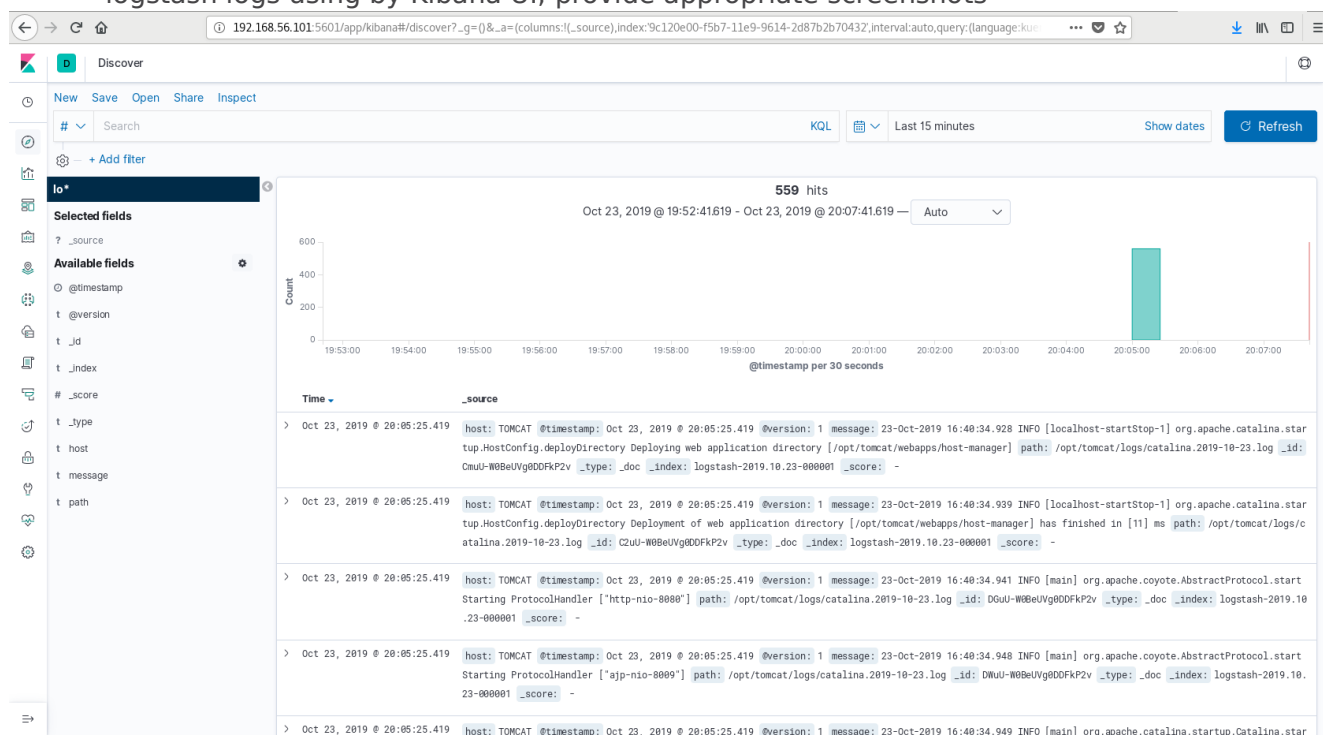 logstash logs using by Kibana UI, provide appropriate screenshots
192.168.56.101:5601/app/kibana#/discover?_g=()&_a=(columns:!(_source),index:'9c120e00-f5b7-11e9-9614-2d87b2b70432',interval:auto,query:(language:kue
D Discover
New Save Open Share Inspect
# Search KQL Last 15 minutes Show dates Refresh
+ Add filter
lo*
Selected fields
? _source
Available fields
@timestamp
t @version
t _id
t _index
# _score
t _type
t host
t message
t path
559 hits
Oct 23, 2019 @ 19:52:41.619 - Oct 23, 2019 @ 20:07:41.619 — Auto
600
400
200
0
Count
19:53:00 19:54:00 19:55:00 19:56:00 19:57:00 19:58:00 19:59:00 20:00:00 20:01:00 20:02:00 20:03:00 20:04:00 20:05:00 20:06:00 20:07:00
@timestamp per 30 seconds
Time _source
Oct 23, 2019 @ 20:05:25.419 host: TOMCAT @timestamp: Oct 23, 2019 @ 20:05:25.419 @version: 1 message: 23-Oct-2019 16:40:34.928 INFO [localhost-startStop-1] org.apache.catalina.star
tup.HostConfig.deployDirectory Deploying web application directory [/opt/tomcat/webapps/host-manager] path: /opt/tomcat/logs/catalina.2019-10-23.log _id:
CmuU-W0BeUVg0DDFkP2v _type: _doc _index: logstash-2019.10.23-000001 _score: -
Oct 23, 2019 @ 20:05:25.419 host: TOMCAT @timestamp: Oct 23, 2019 @ 20:05:25.419 @version: 1 message: 23-Oct-2019 16:40:34.939 INFO [localhost-startStop-1] org.apache.catalina.star
tup.HostConfig.deployDirectory Deployment of web application directory [/opt/tomcat/webapps/host-manager] has finished in [11] ms path: /opt/tomcat/logs/c
atalina.2019-10-23.log _id: C2uU-W0BeUVg0DDFkP2v _type: _doc _index: logstash-2019.10.23-000001 _score: -
Oct 23, 2019 @ 20:05:25.419 host: TOMCAT @timestamp: Oct 23, 2019 @ 20:05:25.419 @version: 1 message: 23-Oct-2019 16:40:34.941 INFO [main] org.apache.coyote.AbstractProtocol.start
Starting ProtocolHandler ["http-nio-8080"] path: /opt/tomcat/logs/catalina.2019-10-23.log _id: DGuU-W0BeUVg0DDFkP2v _type: _doc _index: logstash-2019.10
.23-000001 _score: -
Oct 23, 2019 @ 20:05:25.419 host: TOMCAT @timestamp: Oct 23, 2019 @ 20:05:25.419 @version: 1 message: 23-Oct-2019 16:40:34.948 INFO [main] org.apache.coyote.AbstractProtocol.start
Starting ProtocolHandler ["ajp-nio-8009"] path: /opt/tomcat/logs/catalina.2019-10-23.log _id: DWuU-W0BeUVg0DDFkP2v _type: _doc _index: logstash-2019.10.
23-000001 _score: -
Oct 23, 2019 @ 20:05:25.419 host: TOMCAT @timestamp: Oct 23, 2019 @ 20:05:25.419 @version: 1 message: 23-Oct-2019 16:40:34.949 INFO [main] org.apache.catalina.startup.Catalina.star